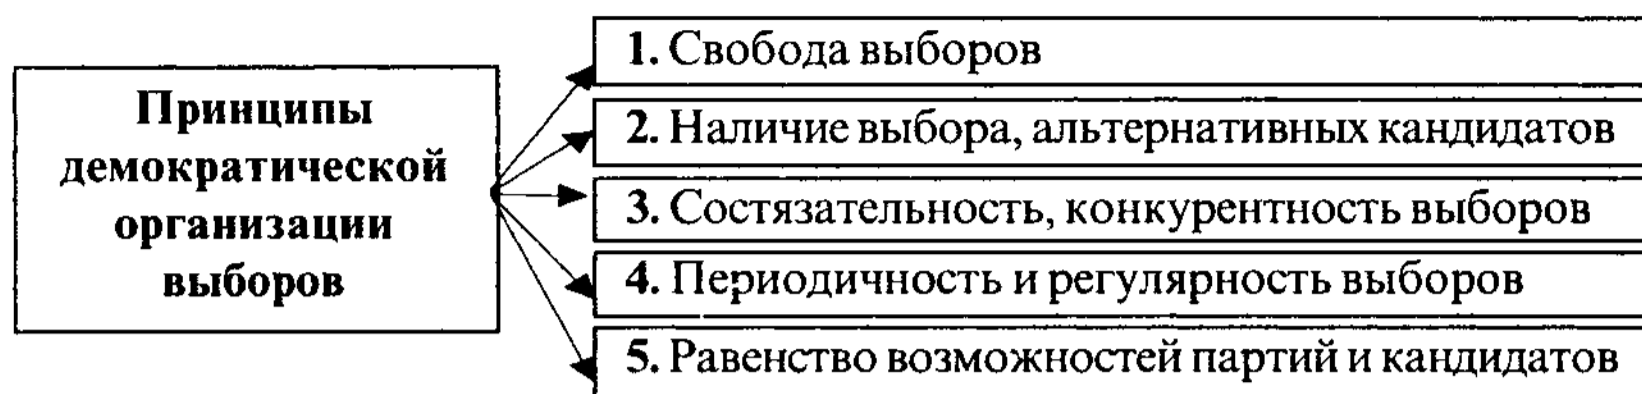 Принципы
демократической
организации
выборов
1. Свобода выборов
2. Наличие выбора, альтернативных кандидатов
3. Состязательность, конкурентность выборов
4. Периодичность и регулярность выборов
5. Равенство возможностей партий и кандидатов